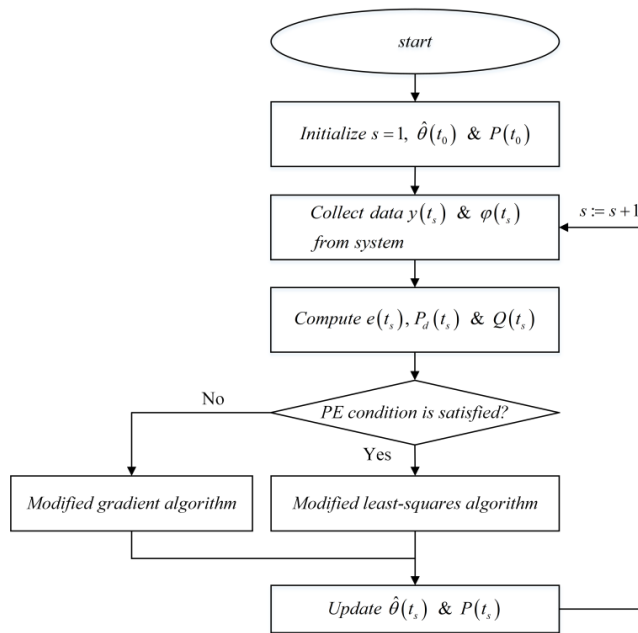 start
Initialize s = 1, θ̂(t₀) & P(t₀)
Collect data y(tₛ) & φ(tₛ)
from system
s := s + 1
Compute e(tₛ), P_d(tₛ) & Q(tₛ)
PE condition is satisfied?
No
Yes
Modified gradient algorithm
Modified least-squares algorithm
Update θ̂(tₛ) & P(tₛ)